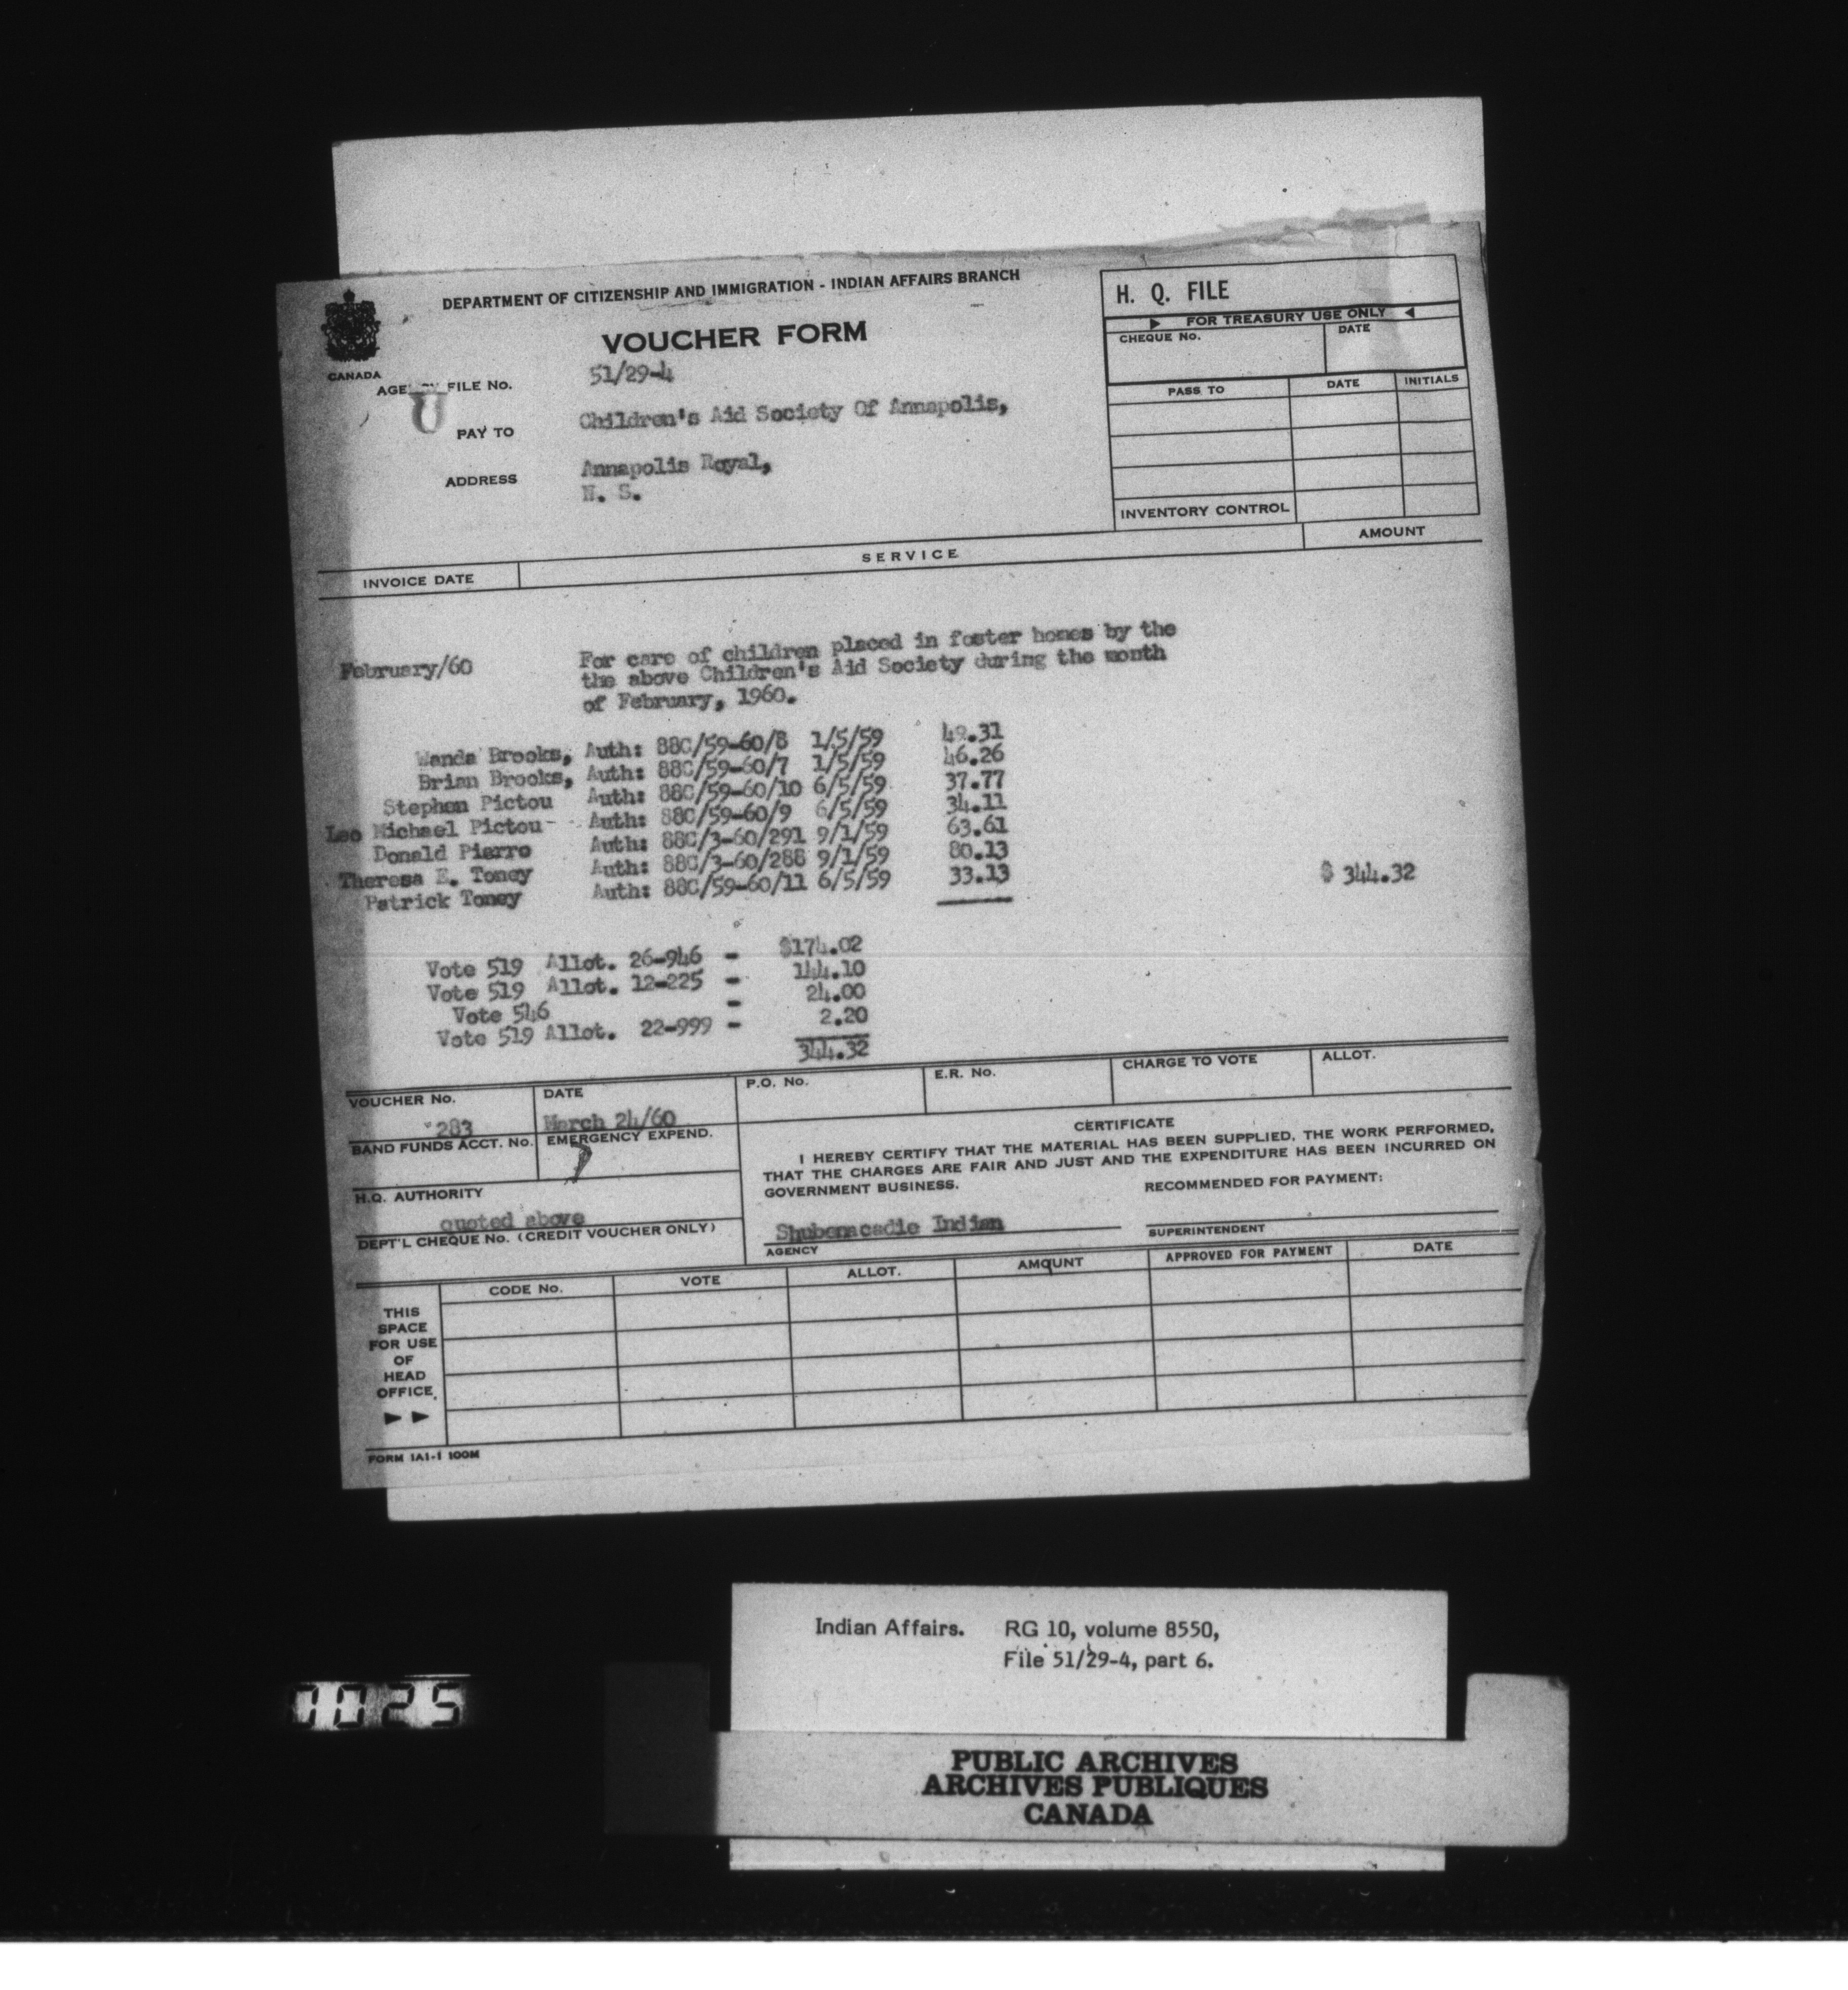 DEPARTMENT OF CITIZENSHIP AND IMMIGRATION - INDIAN AFFAIRS BRANCH
VOUCHER FORM
CANADA
AGENCY FILE No. 51/29-4
U
PAY TO Children's Aid Society Of Annapolis,
ADDRESS Annapolis Royal,
N. S.
H. Q. FILE
FOR TREASURY USE ONLY
CHEQUE No. DATE
PASS TO DATE INITIALS
INVENTORY CONTROL
INVOICE DATE SERVICE AMOUNT
February/60 For care of children placed in foster homes by the
the above Children's Aid Society during the month
of February, 1960.
Wanda Brooks, Auth: 88C/59-60/8 1/5/59 49.31
Brian Brooks, Auth: 88C/59-60/7 1/5/59 46.26
Stephen Pictou Auth: 88C/59-60/10 6/5/59 37.77
Leo Michael Pictou - Auth: 88C/59-60/9 6/5/59 34.11
Donald Pierro Auth: 88C/3-60/291 9/1/59 63.61
Theresa E. Toney Auth: 88C/3-60/288 9/1/59 80.13
Patrick Toney Auth: 88C/59-60/11 6/5/59 33.13 $ 344.32
Vote 519 Allot. 26-946 - $174.02
Vote 519 Allot. 12-225 - 144.10
Vote 546 - 24.00
Vote 519 Allot. 22-999 - 2.20
344.32
VOUCHER No. DATE P.O. No. E.R. No. CHARGE TO VOTE ALLOT.
283 March 24/60
BAND FUNDS ACCT. No. EMERGENCY EXPEND.
H.Q. AUTHORITY
quoted above
DEPT'L CHEQUE No. (CREDIT VOUCHER ONLY)
CERTIFICATE
I HEREBY CERTIFY THAT THE MATERIAL HAS BEEN SUPPLIED, THE WORK PERFORMED,
THAT THE CHARGES ARE FAIR AND JUST AND THE EXPENDITURE HAS BEEN INCURRED ON
GOVERNMENT BUSINESS.
RECOMMENDED FOR PAYMENT:
Shubenacadie Indian
AGENCY
SUPERINTENDENT
CODE No. VOTE ALLOT. AMOUNT APPROVED FOR PAYMENT DATE
THIS
SPACE
FOR USE
OF
HEAD
OFFICE
FORM IA1-1 100M
Indian Affairs. RG 10, volume 8550,
File 51/29-4, part 6.
0025
PUBLIC ARCHIVES
ARCHIVES PUBLIQUES
CANADA